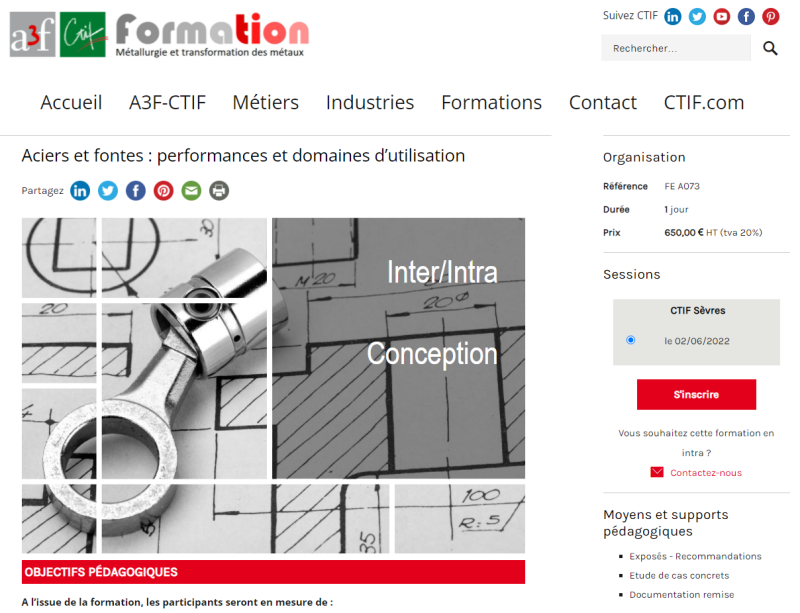 a3f Ctif Formation
Métallurgie et transformation des métaux
Suivez CTIF
Rechercher…
Accueil A3F-CTIF Métiers Industries Formations Contact CTIF.com
Aciers et fontes : performances et domaines d’utilisation
Partagez
30
M20
20
20 Ø
Inter/Intra
Conception
100
R:5
35
OBJECTIFS PÉDAGOGIQUES
A l’issue de la formation, les participants seront en mesure de :
Organisation
Référence FE A073
Durée 1 jour
Prix 650,00 € HT (tva 20%)
Sessions
CTIF Sèvres
le 02/06/2022
S'inscrire
Vous souhaitez cette formation en
intra ?
Contactez-nous
Moyens et supports
pédagogiques
Exposés - Recommandations
Etude de cas concrets
Documentation remise